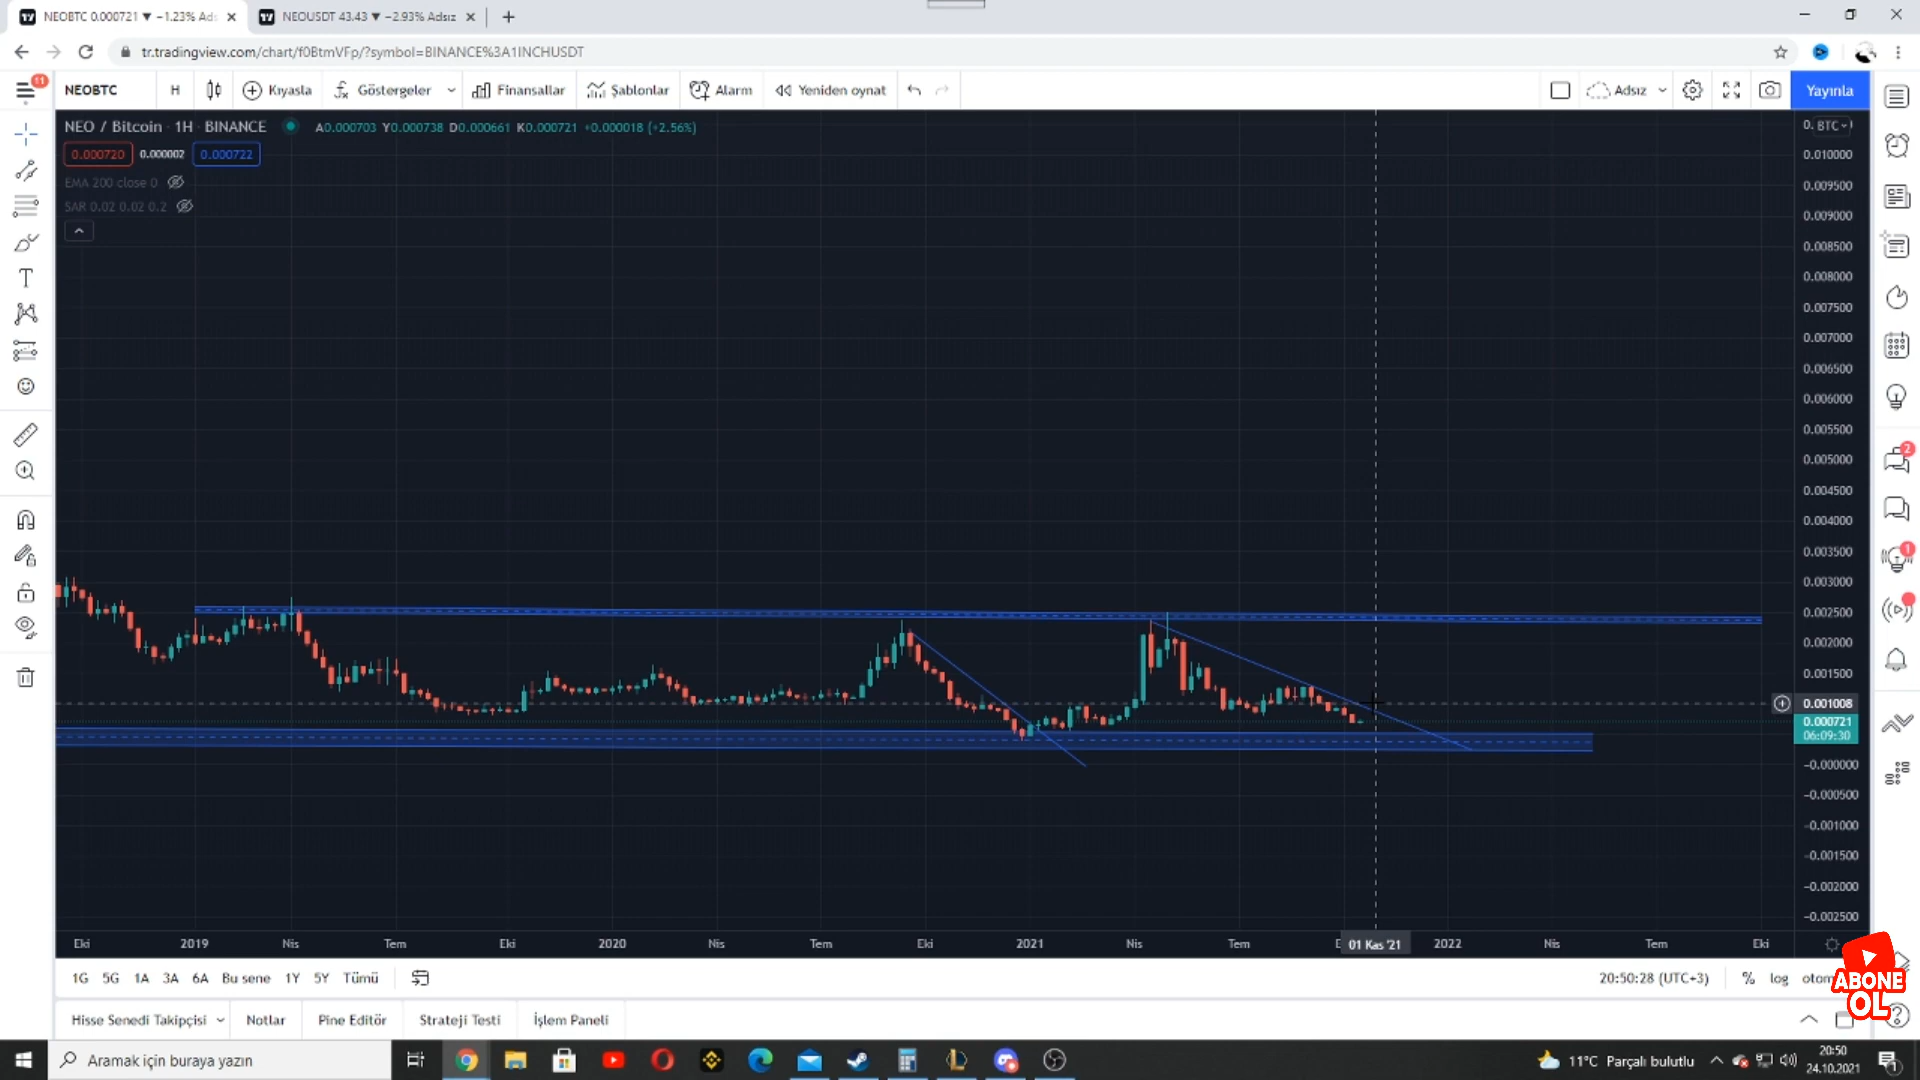 NEOBTC 0.000721 ▼ −1.23% Ads
NEOUSDT 43.43 ▼ −2.93% Adsız
tr.tradingview.com/chart/f0BtmVFp/?symbol=BINANCE%3A1INCHUSDT
11
NEOBTC
H
Kıyasla
Göstergeler
Finansallar
Şablonlar
Alarm
Yeniden oynat
Adsız
Yayınla
NEO / Bitcoin 1H BINANCE
A0.000703 Y0.000738 D0.000661 K0.000721 +0.000018 (+2.56%)
0.000720
0.000002
0.000722
EMA 200 close 0
SAR 0.02 0.02 0.2
BTC
0.010000
0.009500
0.009000
0.008500
0.008000
0.007500
0.007000
0.006500
0.006000
0.005500
0.005000
0.004500
0.004000
0.003500
0.003000
0.002500
0.002000
0.001500
0.001008
0.000721
06:09:30
−0.000000
−0.000500
−0.001000
−0.001500
−0.002000
−0.002500
2
1
Eki
2019
Nis
Tem
Eki
2020
Nis
Tem
Eki
2021
Nis
Tem
01 Kas '21
2022
Nis
Tem
Eki
1G
5G
1A
3A
6A
Bu sene
1Y
5Y
Tümü
20:50:28 (UTC+3)
%
log
otom
ABONE
OL
Hisse Senedi Takipçisi
Notlar
Pine Editör
Strateji Testi
İşlem Paneli
Aramak için buraya yazın
11°C Parçalı bulutlu
20:50
24.10.2021
1